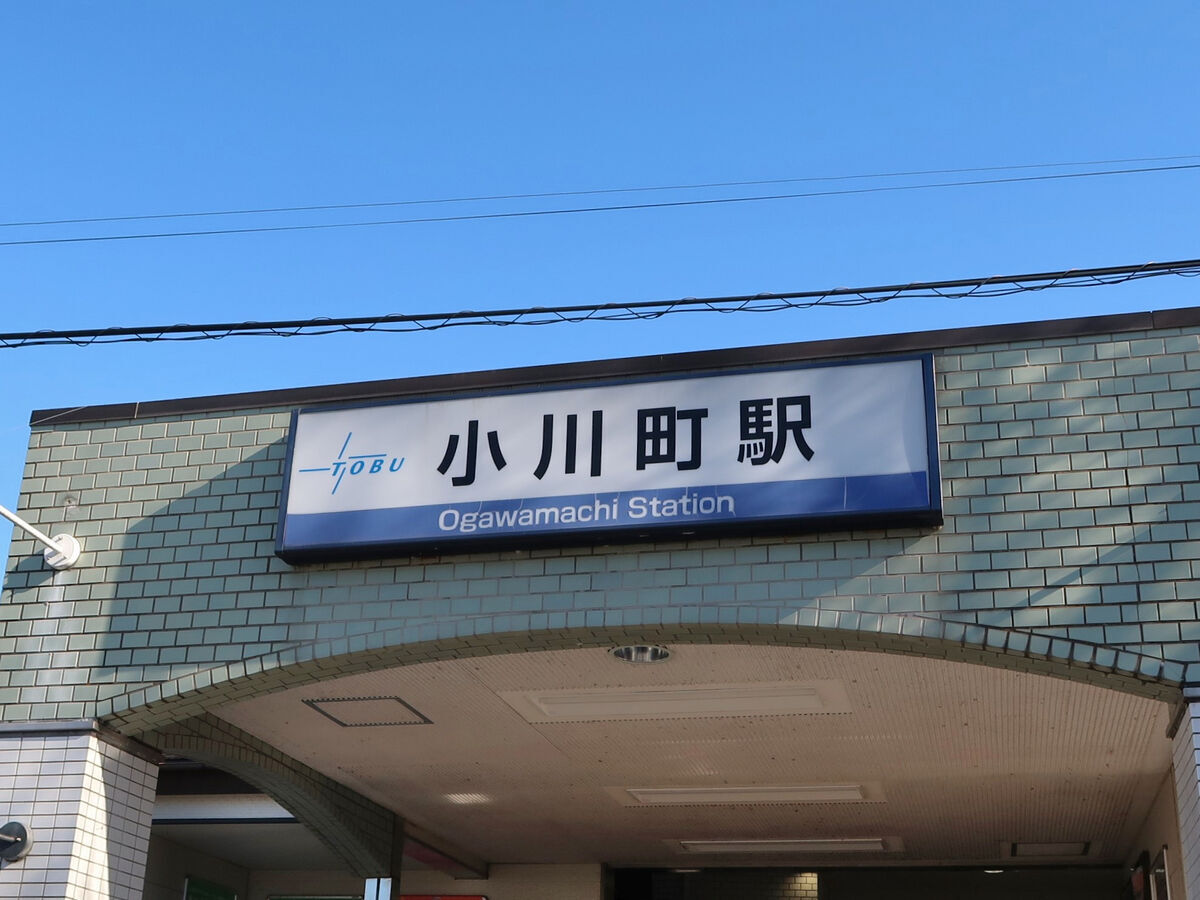 TOBU
小川町駅
Ogawamachi Station